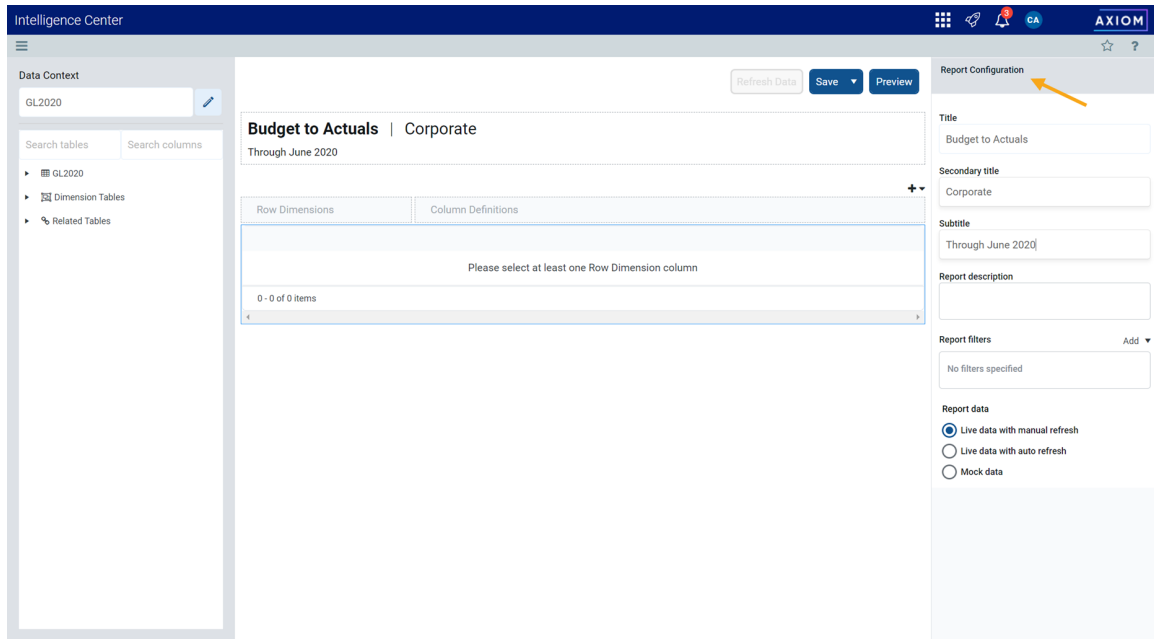 Intelligence Center
3
CA
AXIOM
?
Data Context
GL2020
Search tables Search columns
GL2020
Dimension Tables
Related Tables
Refresh Data Save Preview
Budget to Actuals | Corporate
Through June 2020
Row Dimensions Column Definitions
Please select at least one Row Dimension column
0 - 0 of 0 items
Report Configuration
Title
Budget to Actuals
Secondary title
Corporate
Subtitle
Through June 2020
Report description
Report filters Add
No filters specified
Report data
Live data with manual refresh
Live data with auto refresh
Mock data